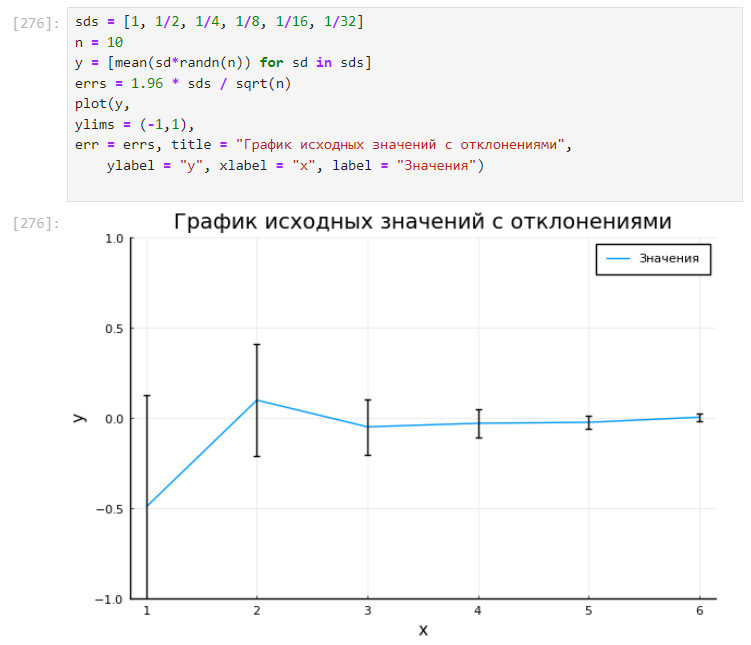 [276]:
sds = [1, 1/2, 1/4, 1/8, 1/16, 1/32]
n = 10
y = [mean(sd*randn(n)) for sd in sds]
errs = 1.96 * sds / sqrt(n)
plot(y,
ylims = (-1,1),
err = errs, title = "График исходных значений с отклонениями",
    ylabel = "y", xlabel = "x", label = "Значения")
[276]:
График исходных значений с отклонениями
1.0
Значения
0.5
y
0.0
−0.5
−1.0
1 2 3 4 5 6
x